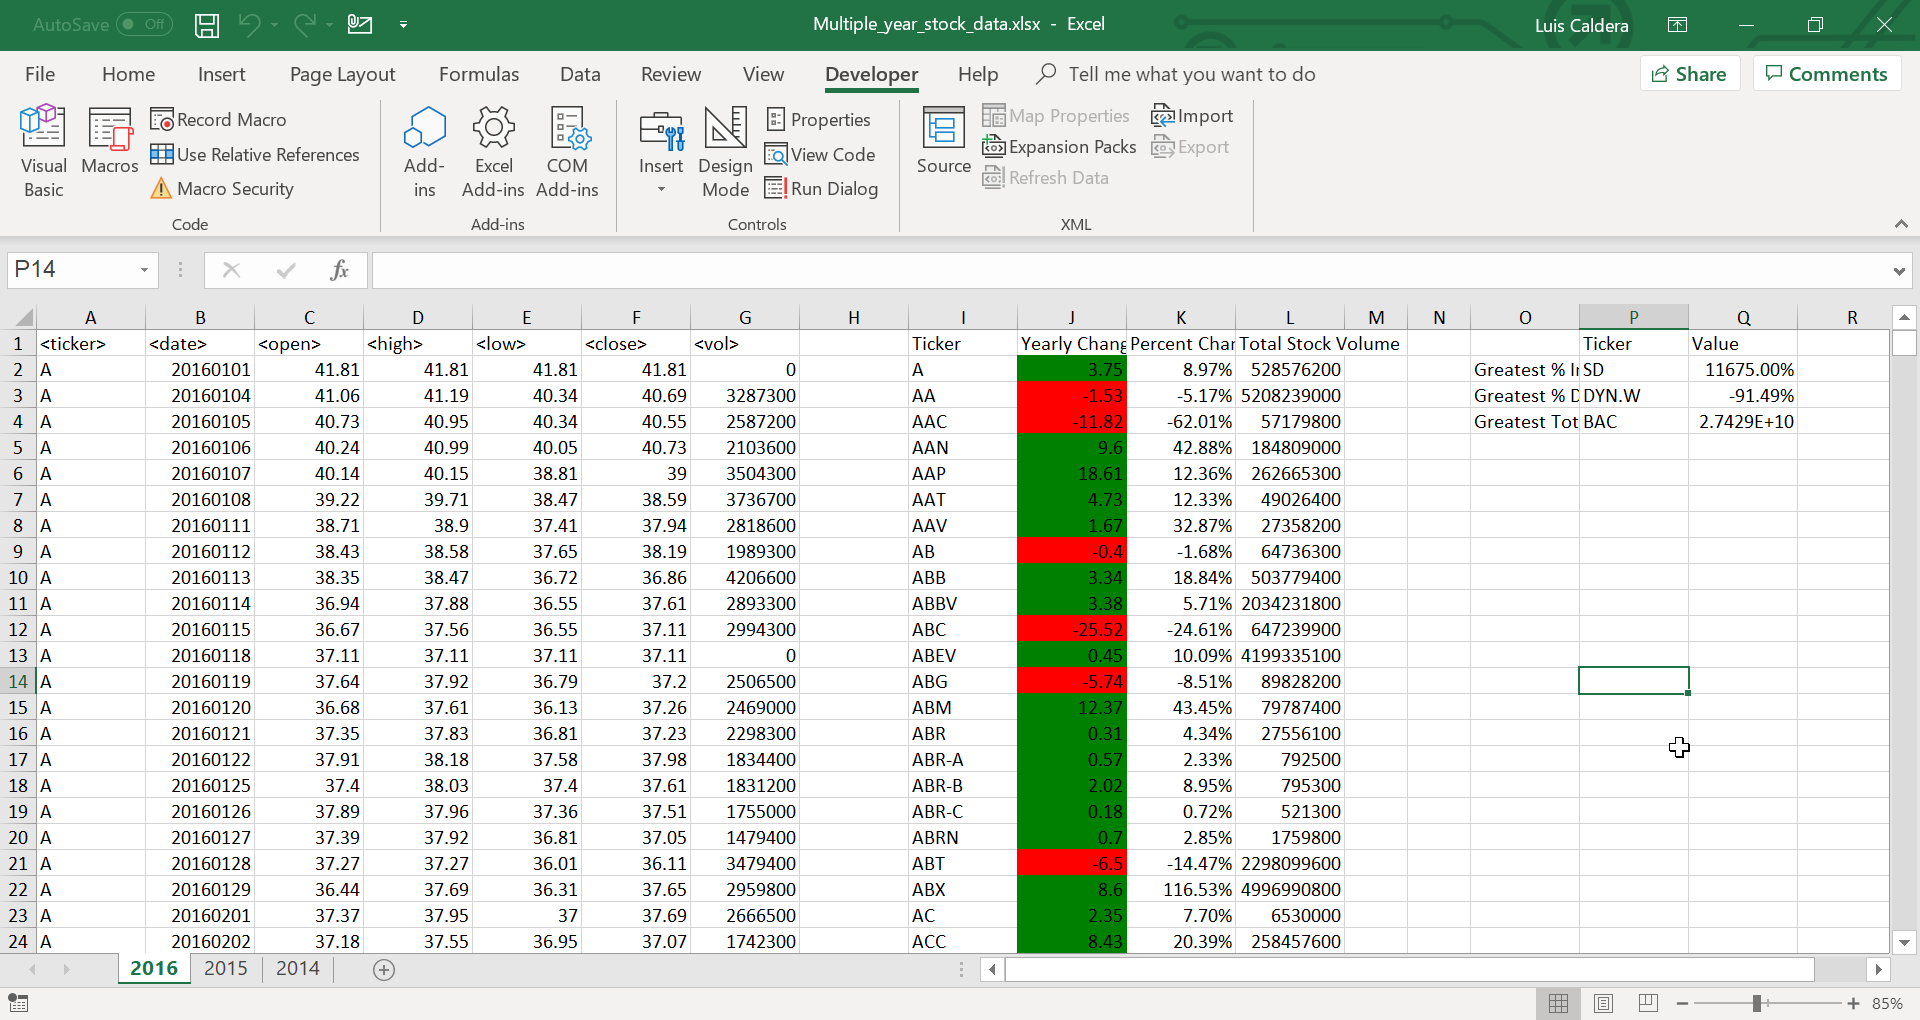 AutoSave Off Multiple_year_stock_data.xlsx - Excel Luis Caldera
File Home Insert Page Layout Formulas Data Review View Developer Help Tell me what you want to do Share Comments
Visual Basic
Macros
Record Macro
Use Relative References
Macro Security
Code
Add-ins
Excel Add-ins
COM Add-ins
Add-ins
Insert
Design Mode
Properties
View Code
Run Dialog
Controls
Source
Map Properties
Expansion Packs
Refresh Data
Import
Export
XML
P14 fx
A B C D E F G H I J K L M N O P Q R
1 <ticker> <date> <open> <high> <low> <close> <vol> Ticker Yearly Chang Percent Char Total Stock Volume Ticker Value
2 A 20160101 41.81 41.81 41.81 41.81 0 A 3.75 8.97% 528576200 Greatest % Ir SD 11675.00%
3 A 20160104 41.06 41.19 40.34 40.69 3287300 AA -1.53 -5.17% 5208239000 Greatest % D DYN.W -91.49%
4 A 20160105 40.73 40.95 40.34 40.55 2587200 AAC -11.82 -62.01% 57179800 Greatest Tot BAC 2.7429E+10
5 A 20160106 40.24 40.99 40.05 40.73 2103600 AAN 9.6 42.88% 184809000
6 A 20160107 40.14 40.15 38.81 39 3504300 AAP 18.61 12.36% 262665300
7 A 20160108 39.22 39.71 38.47 38.59 3736700 AAT 4.73 12.33% 49026400
8 A 20160111 38.71 38.9 37.41 37.94 2818600 AAV 1.67 32.87% 27358200
9 A 20160112 38.43 38.58 37.65 38.19 1989300 AB -0.4 -1.68% 64736300
10 A 20160113 38.35 38.47 36.72 36.86 4206600 ABB 3.34 18.84% 503779400
11 A 20160114 36.94 37.88 36.55 37.61 2893300 ABBV 3.38 5.71% 2034231800
12 A 20160115 36.67 37.56 36.55 37.11 2994300 ABC -25.52 -24.61% 647239900
13 A 20160118 37.11 37.11 37.11 37.11 0 ABEV 0.45 10.09% 4199335100
14 A 20160119 37.64 37.92 36.79 37.2 2506500 ABG -5.74 -8.51% 89828200
15 A 20160120 36.68 37.61 36.13 37.26 2469000 ABM 12.37 43.45% 79787400
16 A 20160121 37.35 37.83 36.81 37.23 2298300 ABR 0.31 4.34% 27556100
17 A 20160122 37.91 38.18 37.58 37.98 1834400 ABR-A 0.57 2.33% 792500
18 A 20160125 37.4 38.03 37.4 37.61 1831200 ABR-B 2.02 8.95% 795300
19 A 20160126 37.89 37.96 37.36 37.51 1755000 ABR-C 0.18 0.72% 521300
20 A 20160127 37.39 37.92 36.81 37.05 1479400 ABRN 0.7 2.85% 1759800
21 A 20160128 37.27 37.27 36.01 36.11 3479400 ABT -6.5 -14.47% 2298099600
22 A 20160129 36.44 37.69 36.31 37.65 2959800 ABX 8.6 116.53% 4996990800
23 A 20160201 37.37 37.95 37 37.69 2666500 AC 2.35 7.70% 6530000
24 A 20160202 37.18 37.55 36.95 37.07 1742300 ACC 8.43 20.39% 258457600
2016 2015 2014
85%